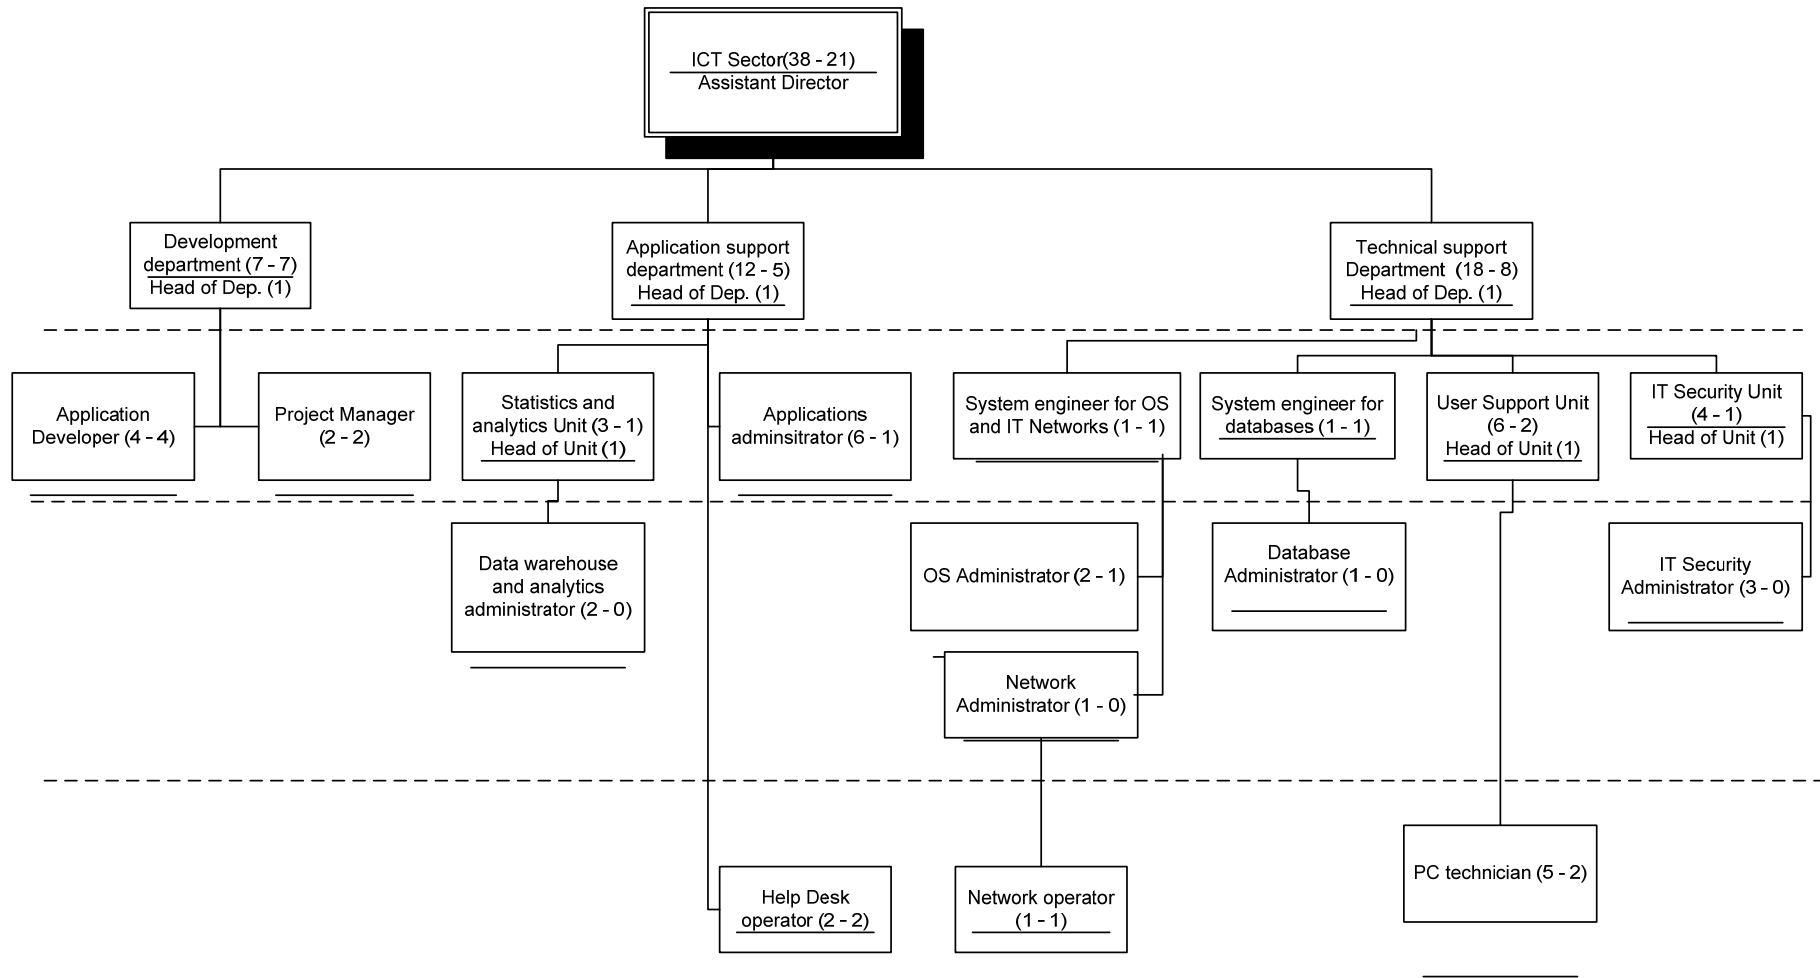 ICT Sector(38 - 21)
Assistant Director
Development
department (7 - 7)
Head of Dep. (1)
Application support
department (12 - 5)
Head of Dep. (1)
Technical support
Department (18 - 8)
Head of Dep. (1)
Application
Developer (4 - 4)
Project Manager
(2 - 2)
Statistics and
analytics Unit (3 - 1)
Head of Unit (1)
Applications
adminsitrator (6 - 1)
System engineer for OS
and IT Networks (1 - 1)
System engineer for
databases (1 - 1)
User Support Unit
(6 - 2)
Head of Unit (1)
IT Security Unit
(4 - 1)
Head of Unit (1)
Data warehouse
and analytics
administrator (2 - 0)
OS Administrator (2 - 1)
Database
Administrator (1 - 0)
IT Security
Administrator (3 - 0)
Network
Administrator (1 - 0)
Help Desk
operator (2 - 2)
Network operator
(1 - 1)
PC technician (5 - 2)